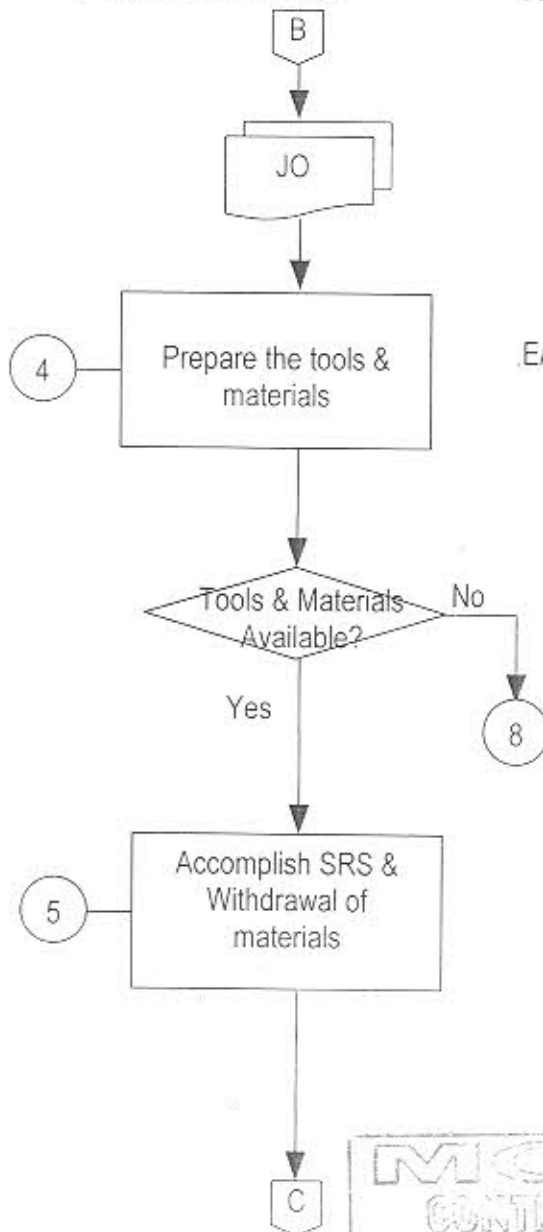 B
JO
4
Prepare the tools &
materials
Tools & Materials
Available?
No
Yes
8
Accomplish SRS &
Withdrawal of
materials
5
C